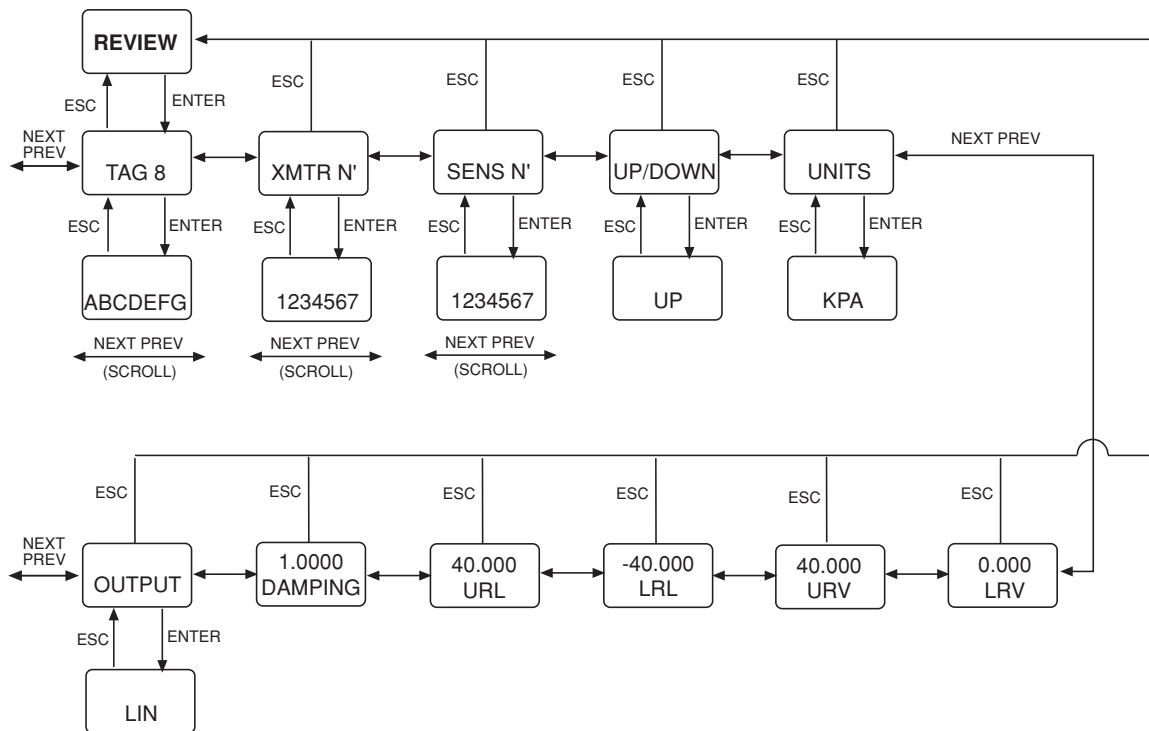 REVIEW
ESC
ESC
ESC
ESC
ESC
ENTER
NEXT
PREV
TAG 8
XMTR N'
SENS N'
UP/DOWN
UNITS
NEXT PREV
ESC
ENTER
ESC
ENTER
ESC
ENTER
ESC
ENTER
ESC
ENTER
ABCDEFG
1234567
1234567
UP
KPA
NEXT PREV
(SCROLL)
NEXT PREV
(SCROLL)
NEXT PREV
(SCROLL)
ESC
ESC
ESC
ESC
ESC
ESC
NEXT
PREV
OUTPUT
1.0000
DAMPING
40.000
URL
-40.000
LRL
40.000
URV
0.000
LRV
ESC
ENTER
LIN